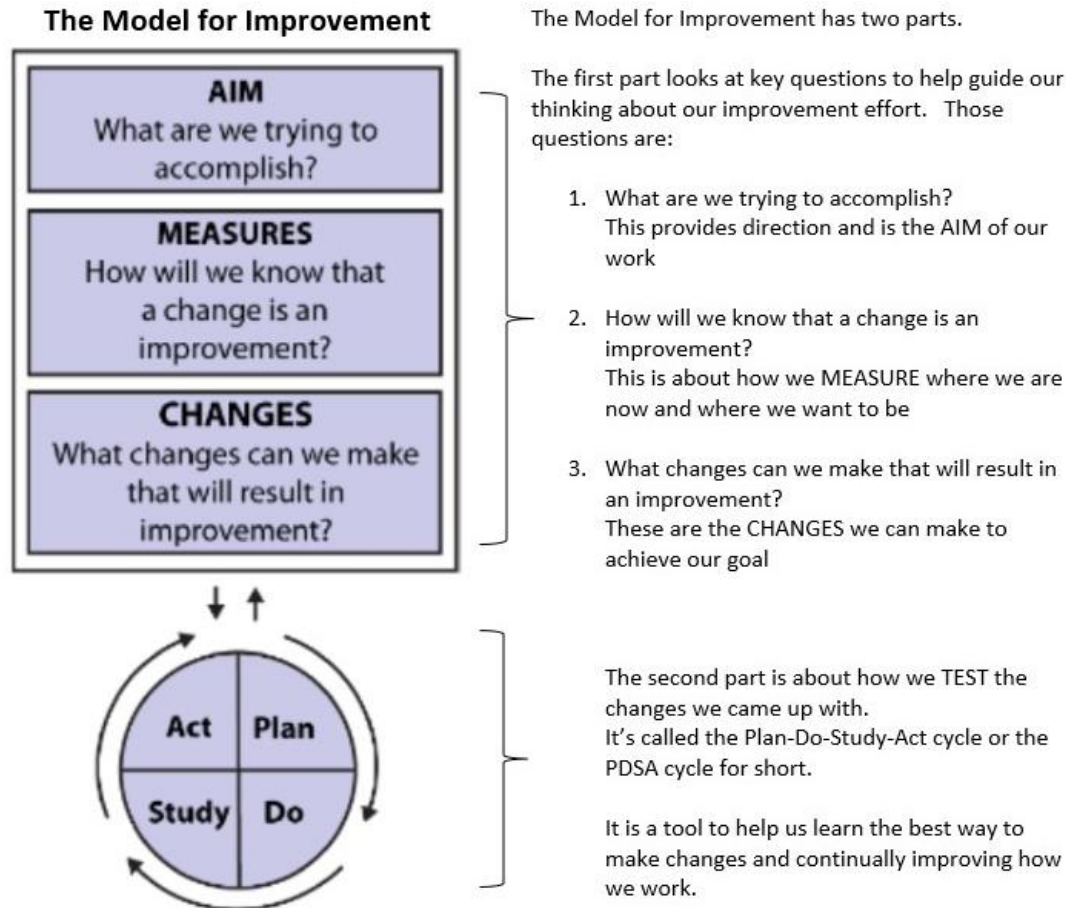 The Model for Improvement
AIM
What are we trying to
accomplish?
MEASURES
How will we know that
a change is an
improvement?
CHANGES
What changes can we make
that will result in
improvement?
Act
Plan
Study
Do
The Model for Improvement has two parts.
The first part looks at key questions to help guide our
thinking about our improvement effort.   Those
questions are:
1. What are we trying to accomplish?
This provides direction and is the AIM of our
work
2. How will we know that a change is an
improvement?
This is about how we MEASURE where we are
now and where we want to be
3. What changes can we make that will result in
an improvement?
These are the CHANGES we can make to
achieve our goal
The second part is about how we TEST the
changes we came up with.
It’s called the Plan-Do-Study-Act cycle or the
PDSA cycle for short.
It is a tool to help us learn the best way to
make changes and continually improving how
we work.